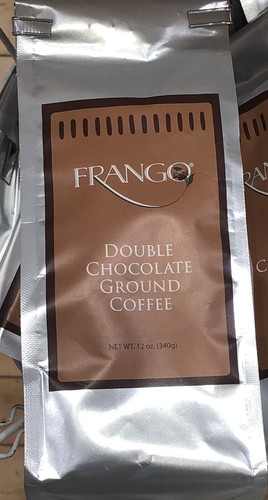 FRANGO®
DOUBLE
CHOCOLATE
GROUND
COFFEE
NET WT. 12 oz. (340g)